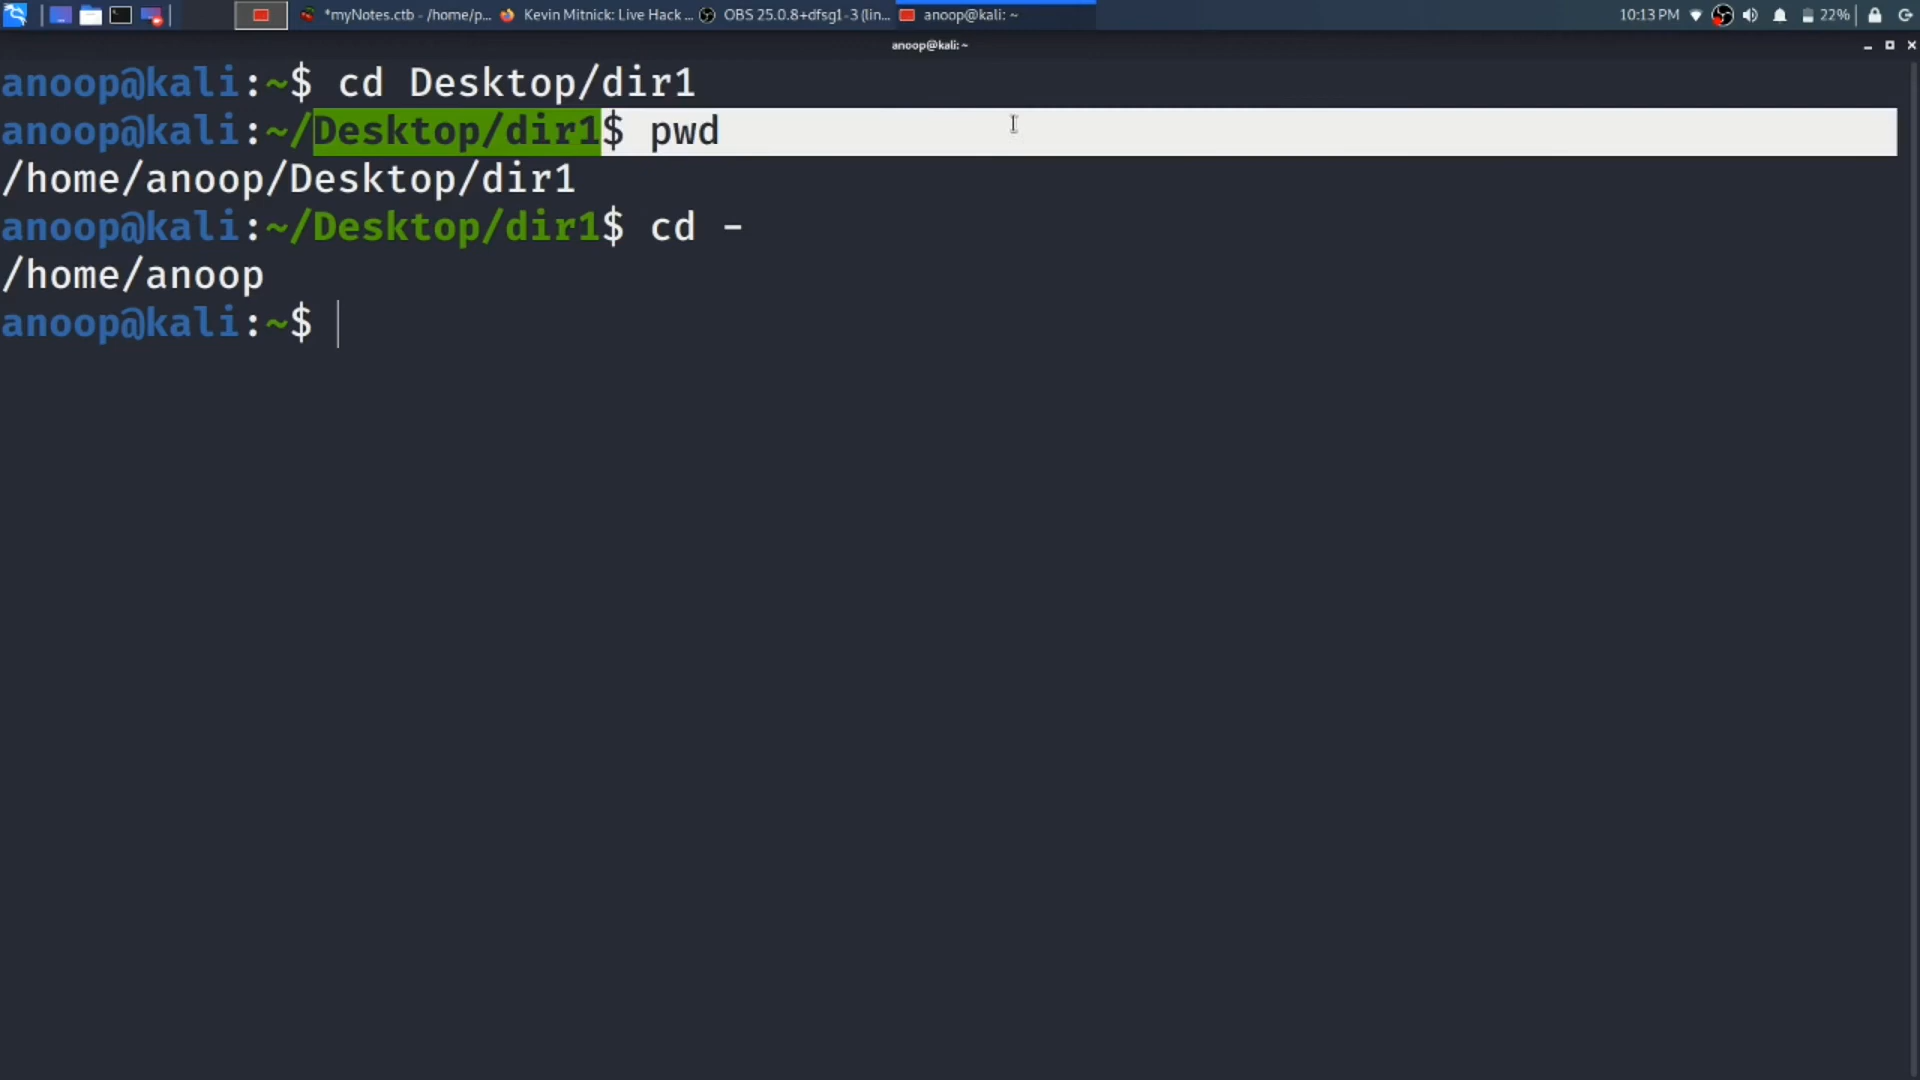 *myNotes.ctb - /home/p... Kevin Mitnick: Live Hack ... OBS 25.0.8+dfsg1-3 (lin... anoop@kali: ~ 10:13 PM 22%
anoop@kali: ~
anoop@kali:~$ cd Desktop/dir1
anoop@kali:~/Desktop/dir1$ pwd
/home/anoop/Desktop/dir1
anoop@kali:~/Desktop/dir1$ cd -
/home/anoop
anoop@kali:~$